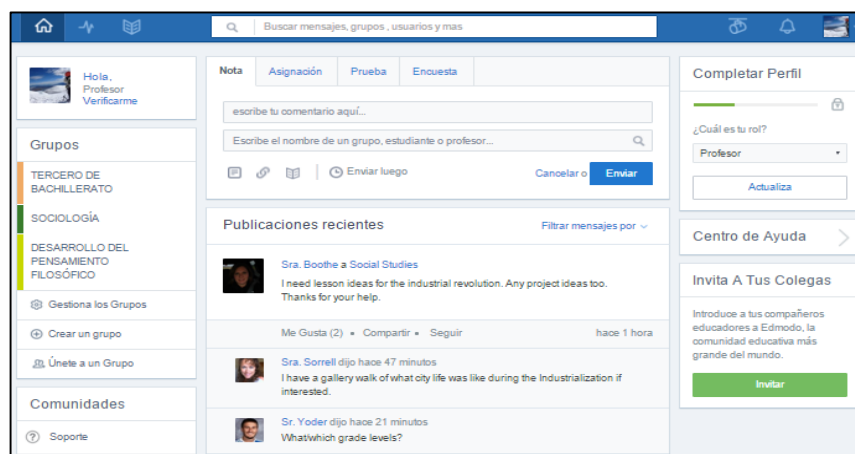 Buscar mensajes, grupos , usuarios y mas
Hola,
Profesor
Verificarme
Grupos
TERCERO DE
BACHILLERATO
SOCIOLOGÍA
DESARROLLO DEL
PENSAMIENTO
FILOSÓFICO
Gestiona los Grupos
Crear un grupo
Únete a un Grupo
Comunidades
Soporte
Nota
Asignación
Prueba
Encuesta
escribe tu comentario aquí...
Escribe el nombre de un grupo, estudiante o profesor...
Enviar luego
Cancelar o Enviar
Publicaciones recientes
Filtrar mensajes por
Sra. Boothe a Social Studies
I need lesson ideas for the industrial revolution. Any project ideas too.
Thanks for your help.
Me Gusta (2) • Compartir • Seguir
hace 1 hora
Sra. Sorrell dijo hace 47 minutos
I have a gallery walk of what city life was like during the Industrialization if
interested.
Sr. Yoder dijo hace 21 minutos
What/which grade levels?
Completar Perfil
¿Cuál es tu rol?
Profesor
Actualiza
Centro de Ayuda
Invita A Tus Colegas
Introduce a tus compañeros
educadores a Edmodo, la
comunidad educativa más
grande del mundo.
Invitar